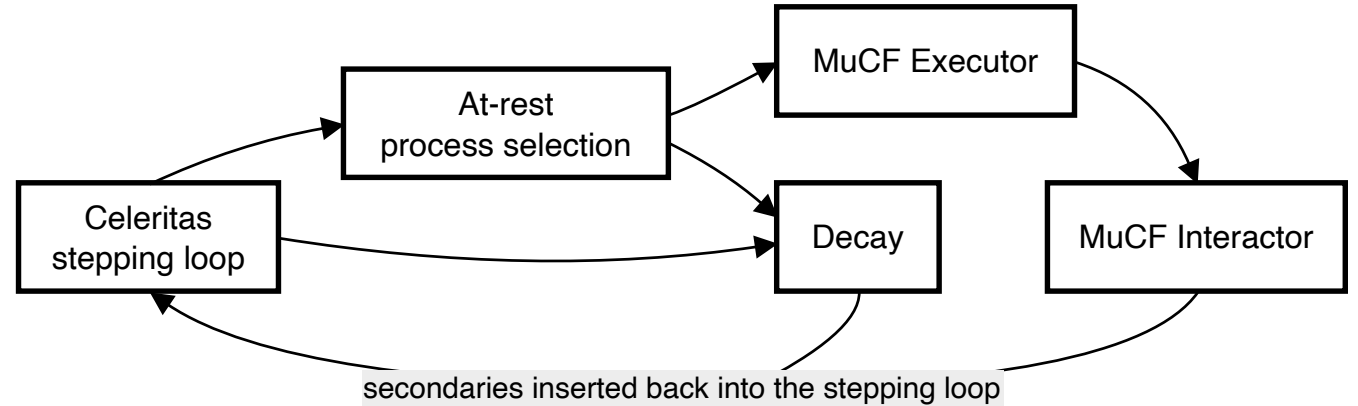 MuCF Executor
At-rest
process selection
Celeritas
stepping loop
Decay
MuCF Interactor
secondaries inserted back into the stepping loop